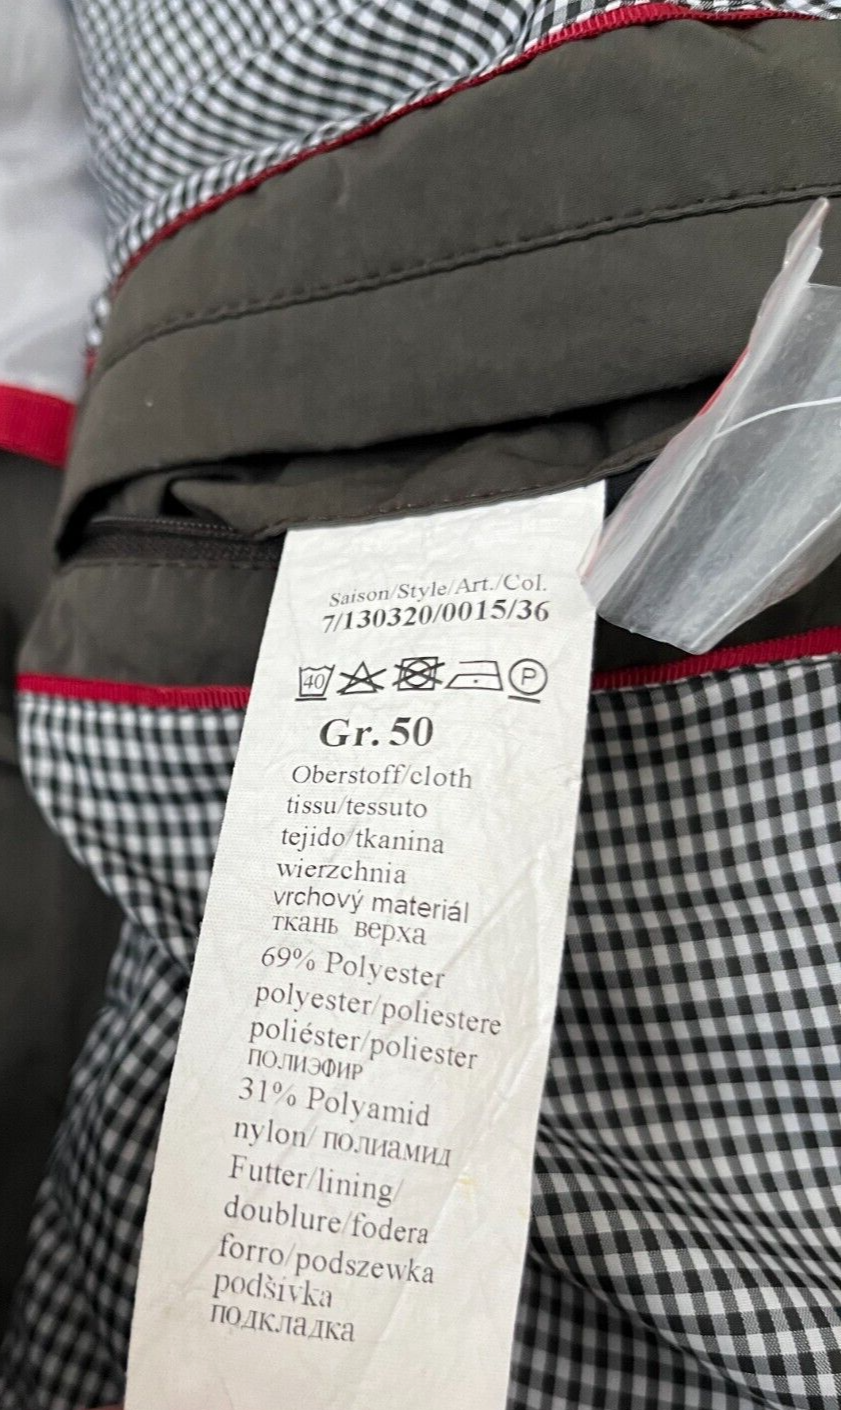 Saison/Style/Art./Col.
7/130320/0015/36
40 P
Gr. 50
Oberstoff/cloth
tissu/tessuto
tejido/tkanina
wierzchnia
vrchový materiál
ткань верха
69% Polyester
polyester/poliestere
poliéster/poliester
ПОЛИЭФИР
31% Polyamid
nylon/ полиамид
Futter/lining/
doublure/fodera
forro/podszewka
podšívka
подкладка